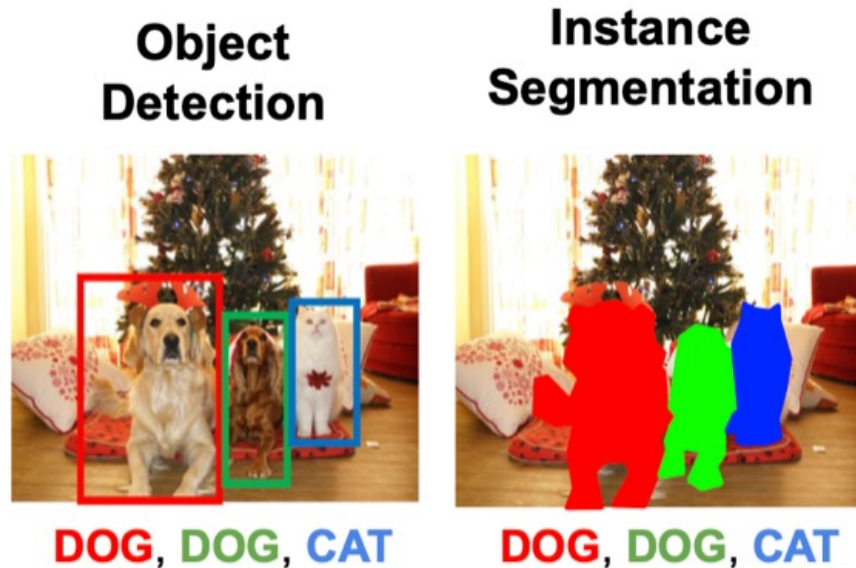 Object
Detection
Instance
Segmentation
DOG, DOG, CAT
DOG, DOG, CAT